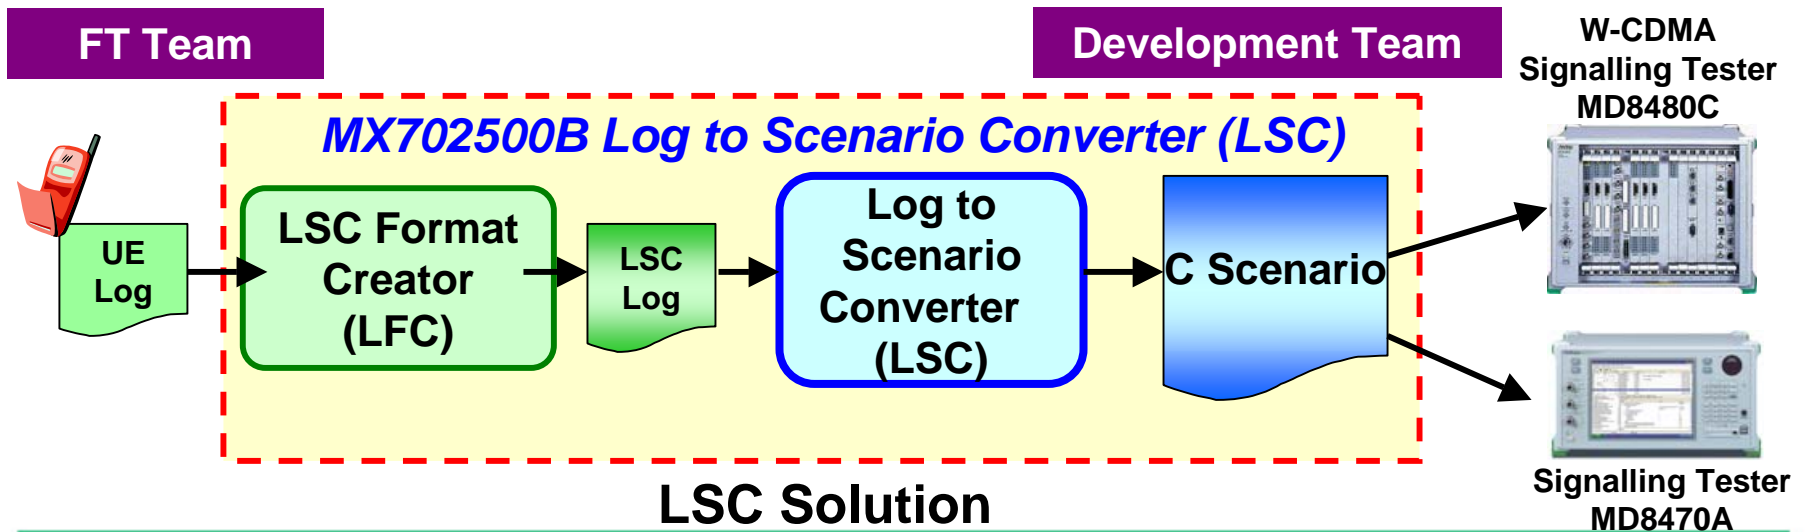 FT Team
Development Team
W-CDMA
Signalling Tester
MD8480C
MX702500B Log to Scenario Converter (LSC)
UE
Log
LSC Format
Creator
(LFC)
LSC
Log
Log to
Scenario
Converter
(LSC)
C Scenario
LSC Solution
Signalling Tester
MD8470A